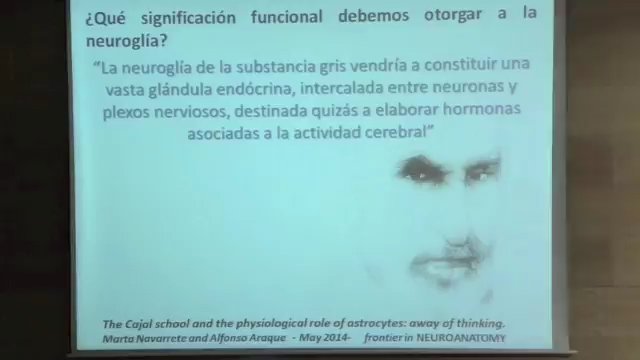 ¿Qué significación funcional debemos otorgar a la
neuroglía?
“La neuroglía de la substancia gris vendría a constituir una
vasta glándula endócrina, intercalada entre neuronas y
plexos nerviosos, destinada quizás a elaborar hormonas
asociadas a la actividad cerebral”
The Cajal school and the physiological role of astrocytes: away of thinking.
Marta Navarrete and Alfonso Araque - May 2014- frontier in NEUROANATOMY